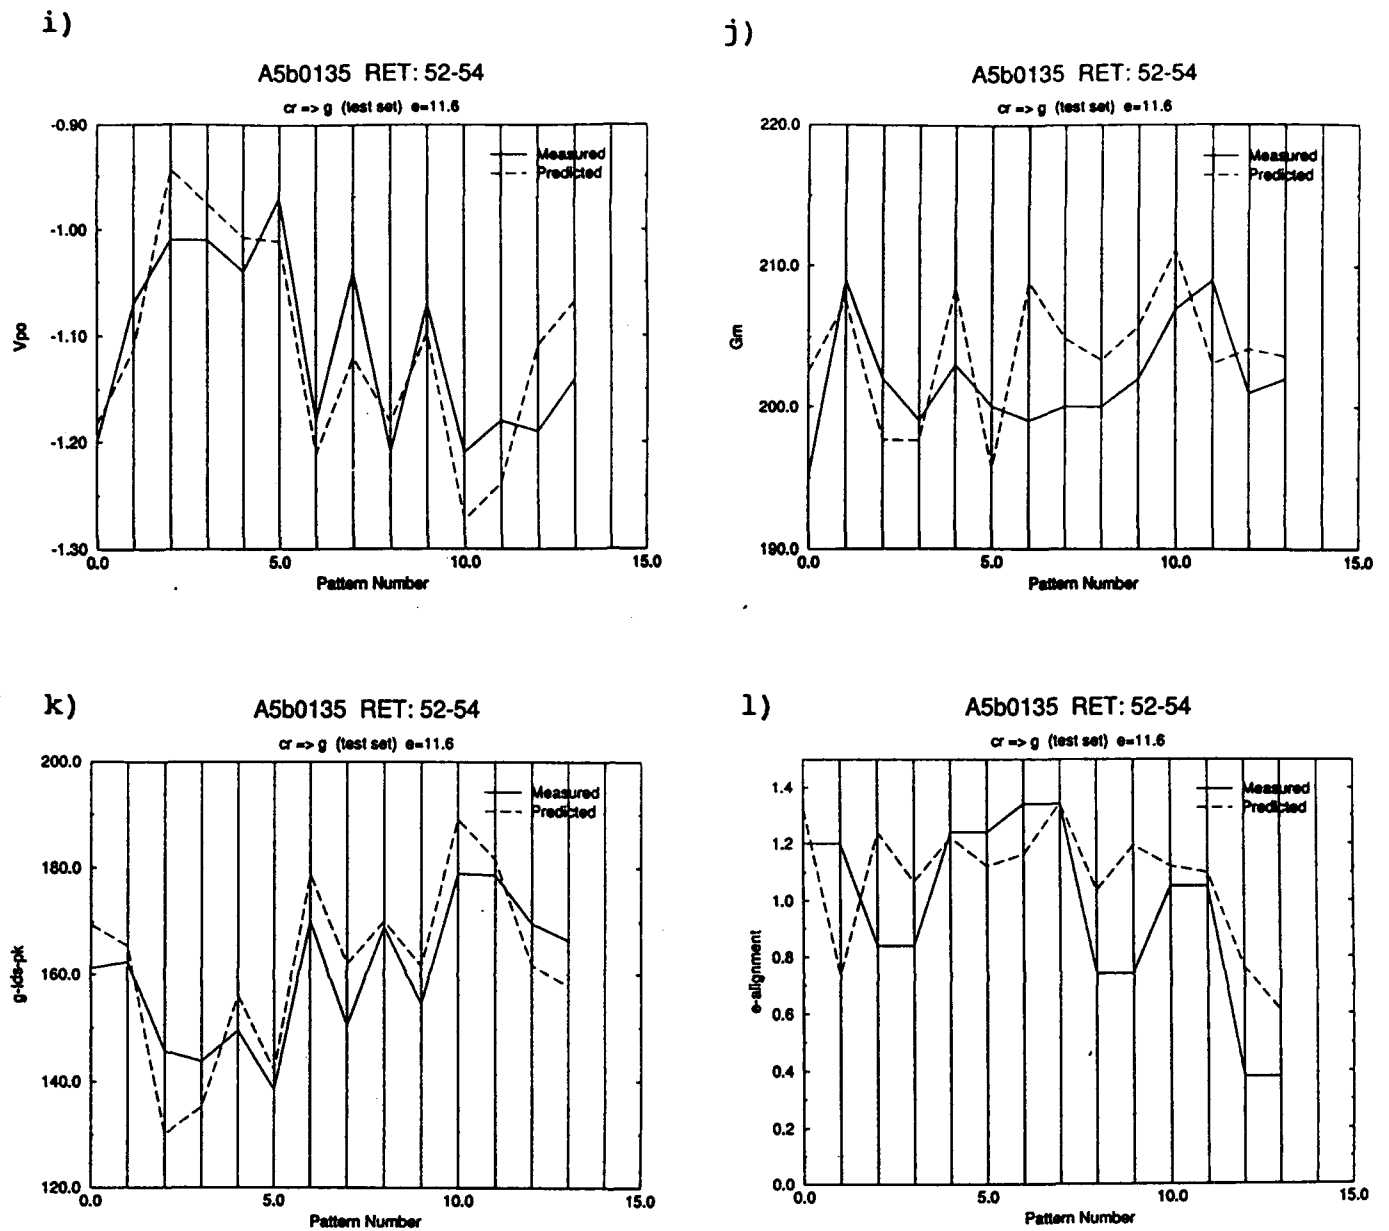 i)
A5b0135 RET: 52-54
cr => g (test set) e=11.6
-0.90
-1.00
-1.10
-1.20
-1.30
Vpo
Measured
Predicted
0.0 5.0 10.0 15.0
Pattern Number
j)
A5b0135 RET: 52-54
cr => g (test set) e=11.6
220.0
210.0
200.0
190.0
Gm
Measured
Predicted
0.0 5.0 10.0 15.0
Pattern Number
k)
A5b0135 RET: 52-54
cr => g (test set) e=11.6
200.0
180.0
160.0
140.0
120.0
g-ids-pk
Measured
Predicted
0.0 5.0 10.0 15.0
Pattern Number
l)
A5b0135 RET: 52-54
cr => g (test set) e=11.6
1.4
1.2
1.0
0.8
0.6
0.4
0.2
0.0
e-alignment
Measured
Predicted
0.0 5.0 10.0 15.0
Pattern Number